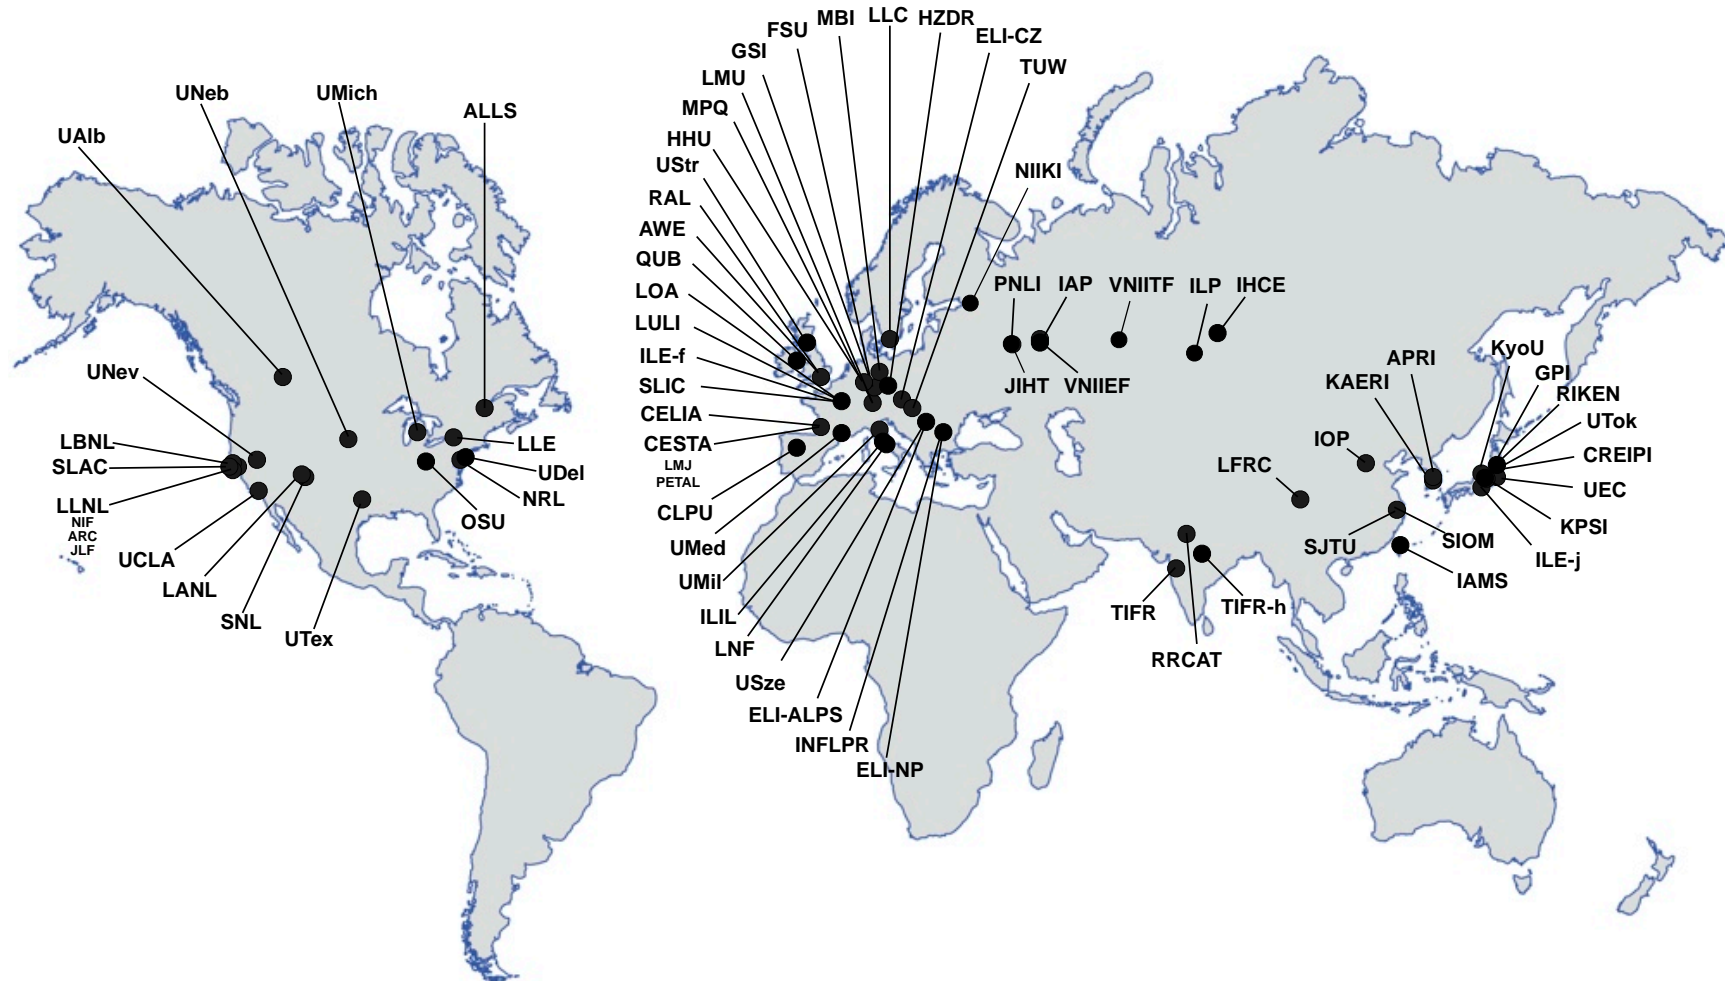 UNeb
UMich
ALLS
UAlb
UNev
LBNL
SLAC
LLNL
NIF
ARC
JLF
UCLA
LANL
SNL
UTex
OSU
NRL
UDel
LLE
MBI
LLC
HZDR
FSU
ELI-CZ
GSI
TUW
LMU
MPQ
HHU
UStr
NIIKI
RAL
AWE
QUB
LOA
LULI
ILE-f
SLIC
CELIA
CESTA
LMJ
PETAL
CLPU
UMed
UMil
ILIL
LNF
USze
ELI-ALPS
INFLPR
ELI-NP
PNLI
IAP
VNIITF
ILP
IHCE
JIHT
VNIIEF
KyoU
APRI
GPI
KAERI
RIKEN
UTok
IOP
CREIPI
LFRC
UEC
KPSI
SJTU
SIOM
ILE-j
IAMS
TIFR
TIFR-h
RRCAT